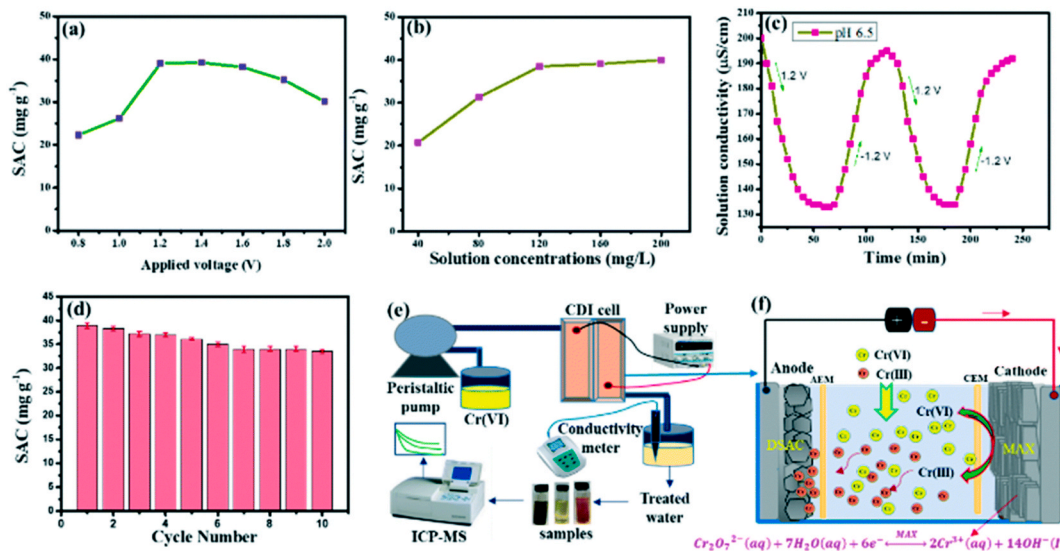 (a)
SAC (mg g-1)
50
40
30
20
10
0
0.8 1.0 1.2 1.4 1.6 1.8 2.0
Applied voltage (V)
(b)
SAC (mg g-1)
50
40
30
20
10
0
40 80 120 160 200
Solution concentrations (mg/L)
(c)
pH 6.5
Solution conductivity (µS/cm)
200
190
180
170
160
150
140
130
1.2 V
-1.2 V
1.2 V
-1.2 V
0 50 100 150 200 250
Time (min)
(d)
SAC (mg g-1)
45
40
35
30
25
20
15
10
5
0
0 2 4 6 8 10
Cycle Number
(e)
CDI cell
Power
supply
Peristaltic
pump
Cr(VI)
Conductivity
meter
Treated
water
samples
ICP-MS
(f)
Cr(VI)
Cr(III)
Anode
AEM
CEM
Cathode
Cr(VI)
DSAC
MAX
Cr(III)
Cr2O7 2-(aq) + 7H2O(aq) + 6e- MAX 2Cr3+(aq) + 14OH-(